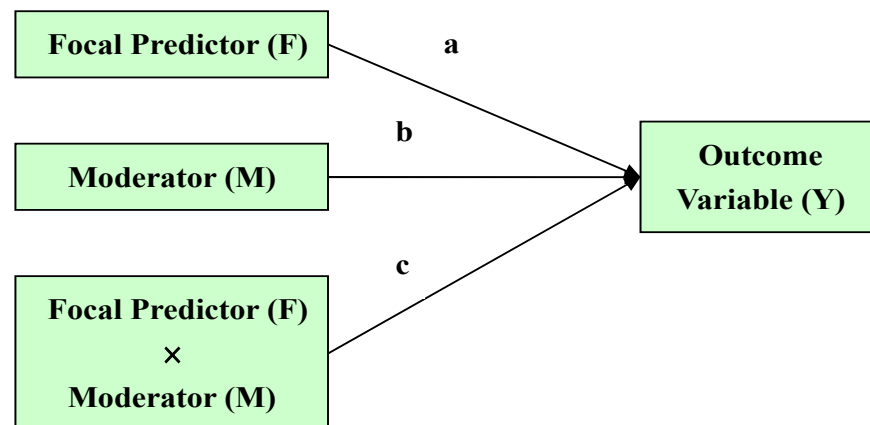 Focal Predictor (F)
a
b
Moderator (M)
Outcome
Variable (Y)
c
Focal Predictor (F)
×
Moderator (M)